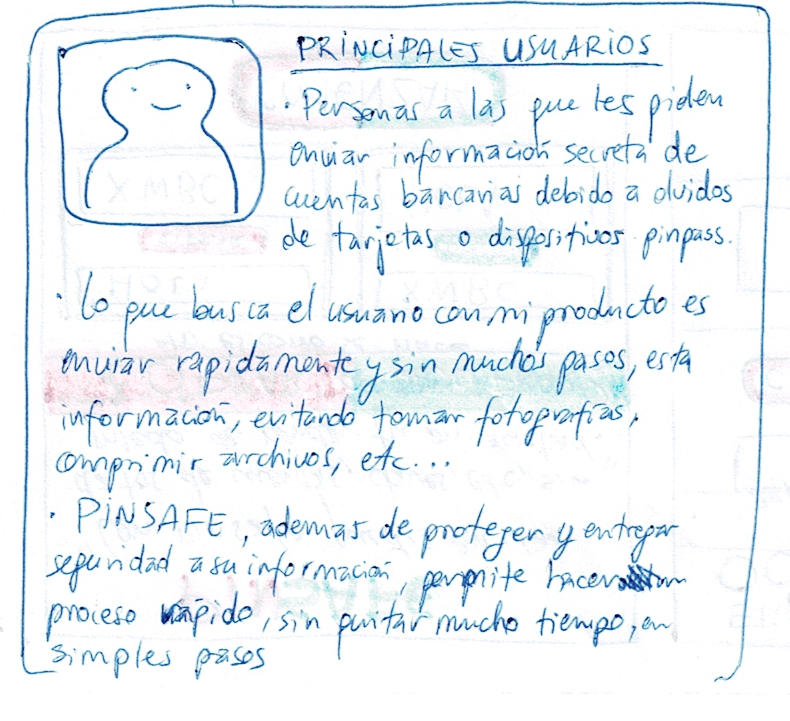 PRINCIPALES USUARIOS
· Personas a las que les piden
enviar información secreta de
cuentas bancarias debido a olvidos
de tarjetas o dispositivos pinpass.
· Lo que busca el usuario con mi producto es
enviar rapidamente y sin muchos pasos, esta
información, evitando tomar fotografías,
comprimir archivos, etc...
· PINSAFE, ademas de proteger y entregar
seguridad a su información, permite hacer un
proceso rápido, sin quitar mucho tiempo, en
simples pasos